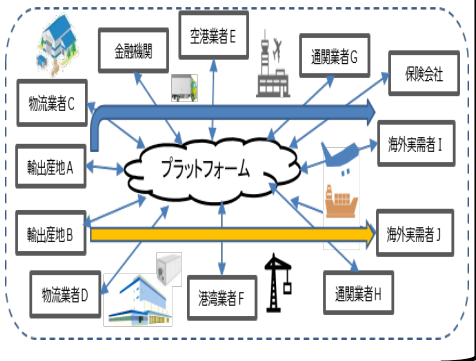 金融機関
空港業者E
通関業者G
保険会社
物流業者C
海外実需者I
輸出産地A
プラットフォーム
輸出産地B
海外実需者J
物流業者D
港湾業者F
通関業者H